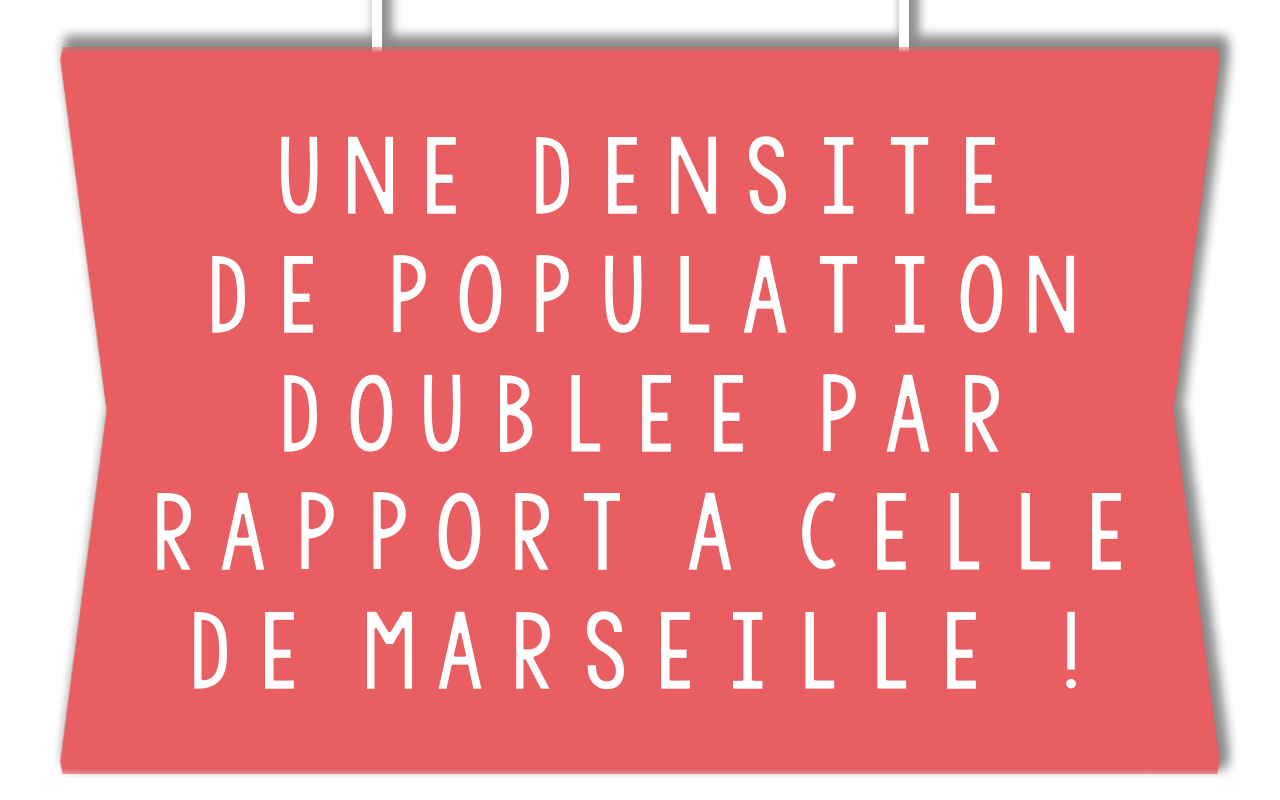 UNE DENSITE
DE POPULATION
DOUBLEE PAR
RAPPORT A CELLE
DE MARSEILLE !